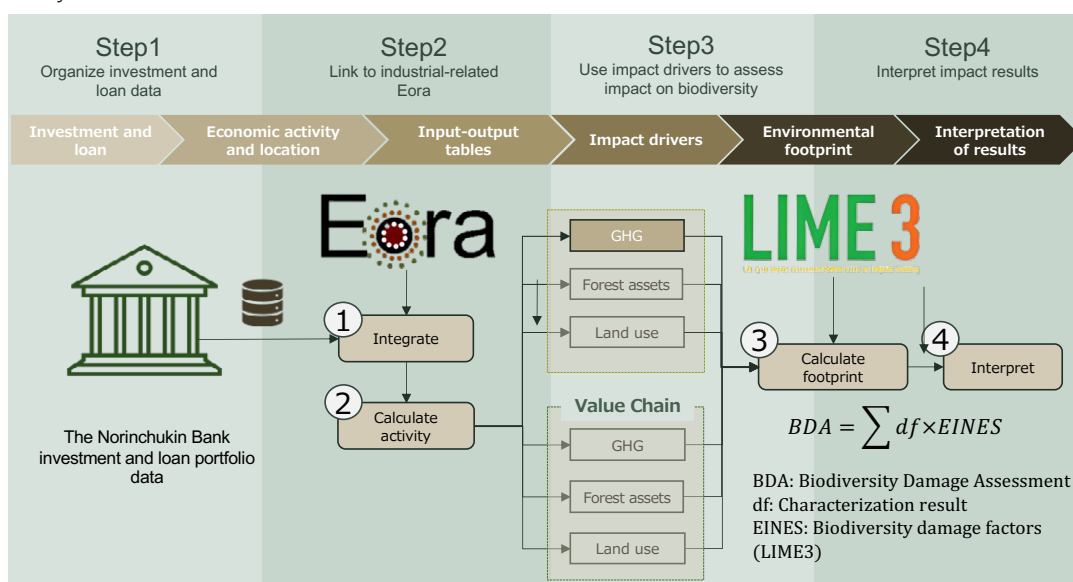 Step1
Organize investment and
loan data
Step2
Link to industrial-related
Eora
Step3
Use impact drivers to assess
impact on biodiversity
Step4
Interpret impact results
Investment and
loan
Economic activity
and location
Input-output
tables
Impact drivers
Environmental
footprint
Interpretation
of results
Eora
LIME 3
GHG
Forest assets
Land use
1
Integrate
2
Calculate
activity
3
Calculate
footprint
4
Interpret
Value Chain
GHG
Forest assets
Land use
The Norinchukin Bank
investment and loan portfolio
data
BDA = ∑ df×EINES
BDA: Biodiversity Damage Assessment
df: Characterization result
EINES: Biodiversity damage factors
(LIME3)